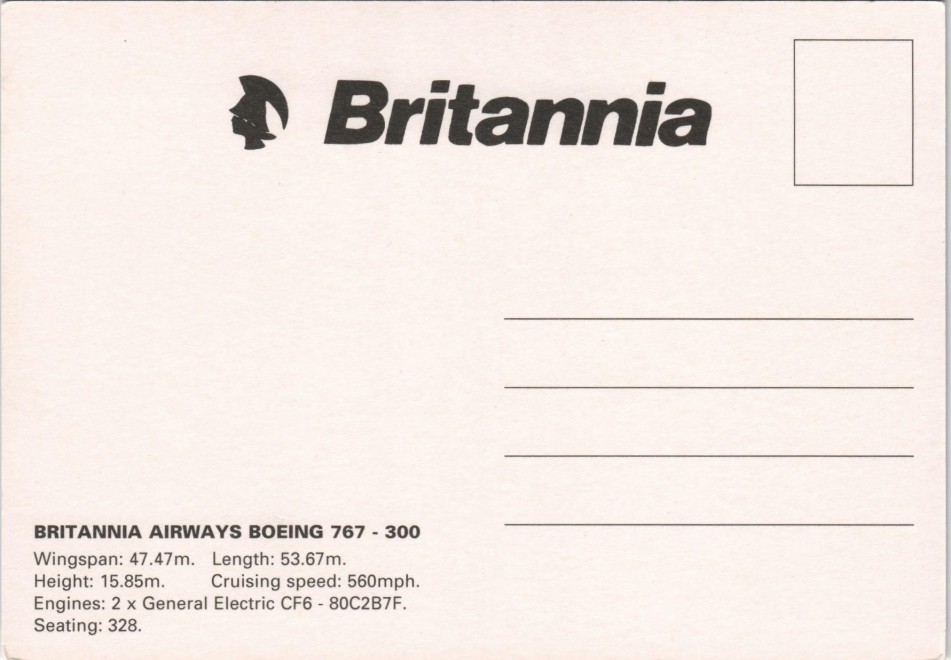 Britannia
BRITANNIA AIRWAYS BOEING 767 - 300
Wingspan: 47.47m. Length: 53.67m.
Height: 15.85m. Cruising speed: 560mph.
Engines: 2 x General Electric CF6 - 80C2B7F.
Seating: 328.